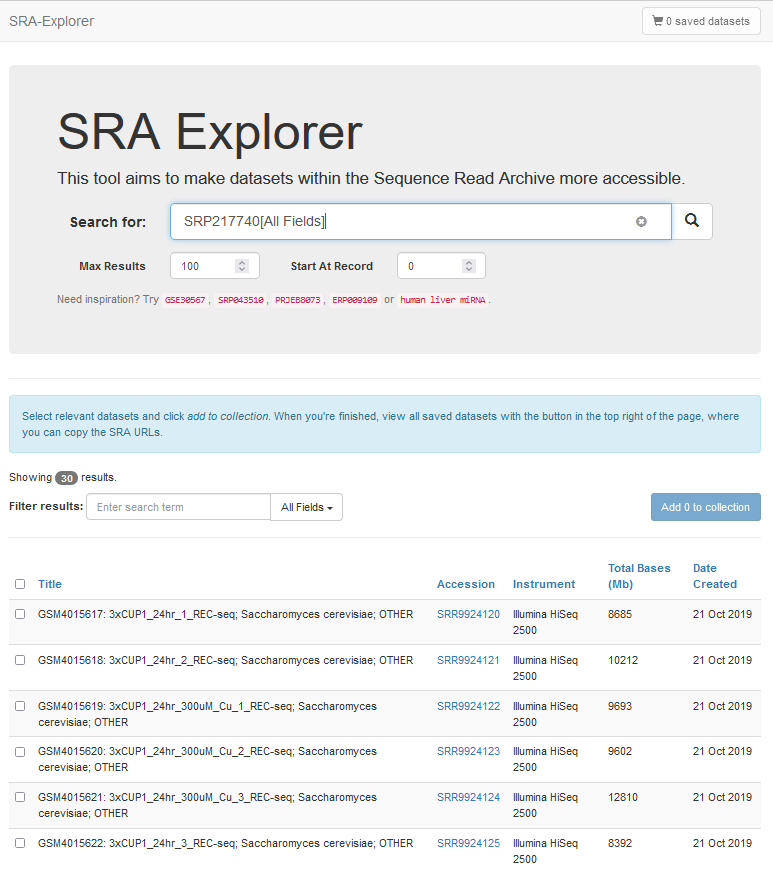 SRA-Explorer
0 saved datasets
SRA Explorer
This tool aims to make datasets within the Sequence Read Archive more accessible.
Search for: SRP217740[All Fields]
Max Results 100 Start At Record 0
Need inspiration? Try GSE30567, SRP043510, PRJEB8073, ERP009109 or human liver miRNA.
Select relevant datasets and click add to collection. When you're finished, view all saved datasets with the button in the top right of the page, where
you can copy the SRA URLs.
Showing 30 results.
Filter results: Enter search term All Fields
Add 0 to collection
Total Bases Date
Title Accession Instrument (Mb) Created
GSM4015617: 3xCUP1_24hr_1_REC-seq; Saccharomyces cerevisiae; OTHER SRR9924120 Illumina HiSeq 8685 21 Oct 2019
2500
GSM4015618: 3xCUP1_24hr_2_REC-seq; Saccharomyces cerevisiae; OTHER SRR9924121 Illumina HiSeq 10212 21 Oct 2019
2500
GSM4015619: 3xCUP1_24hr_300uM_Cu_1_REC-seq; Saccharomyces SRR9924122 Illumina HiSeq 9693 21 Oct 2019
cerevisiae; OTHER 2500
GSM4015620: 3xCUP1_24hr_300uM_Cu_2_REC-seq; Saccharomyces SRR9924123 Illumina HiSeq 9602 21 Oct 2019
cerevisiae; OTHER 2500
GSM4015621: 3xCUP1_24hr_300uM_Cu_3_REC-seq; Saccharomyces SRR9924124 Illumina HiSeq 12810 21 Oct 2019
cerevisiae; OTHER 2500
GSM4015622: 3xCUP1_24hr_3_REC-seq; Saccharomyces cerevisiae; OTHER SRR9924125 Illumina HiSeq 8392 21 Oct 2019
2500